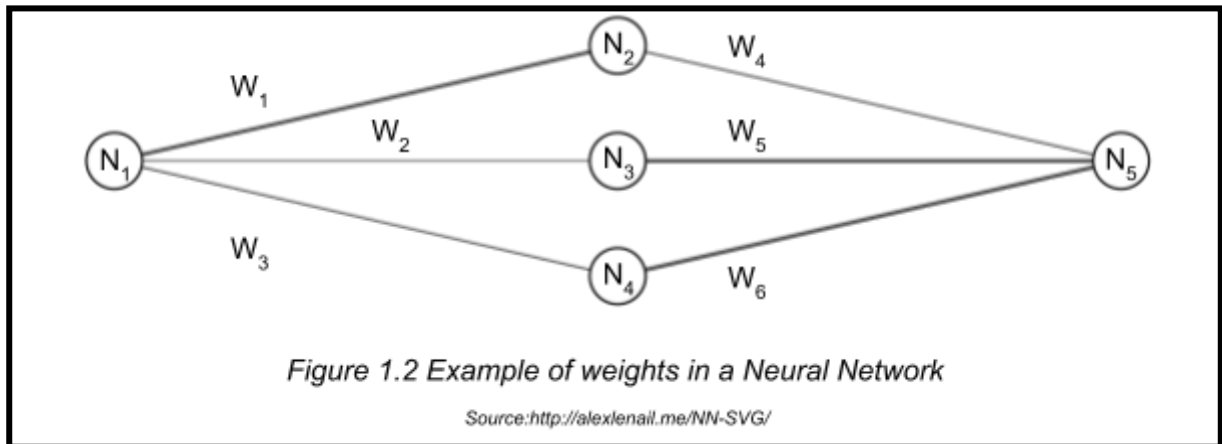 N₂
W₄
W₁
W₂
W₅
N₁
N₃
N₅
W₃
N₄
W₆
Figure 1.2 Example of weights in a Neural Network
Source:http://alexlenail.me/NN-SVG/